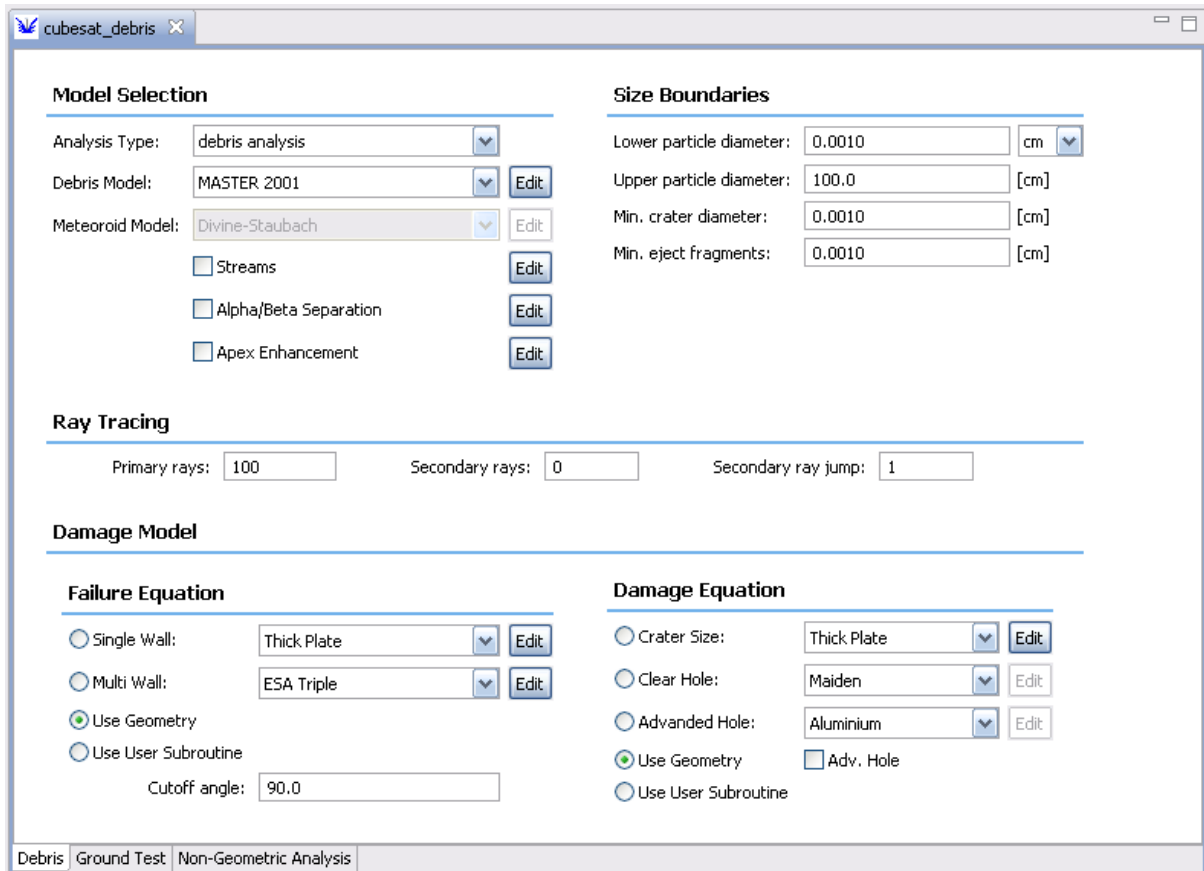 cubesat_debris
Model Selection
Analysis Type: debris analysis
Debris Model: MASTER 2001 Edit
Meteoroid Model: Divine-Staubach Edit
Streams Edit
Alpha/Beta Separation Edit
Apex Enhancement Edit
Size Boundaries
Lower particle diameter: 0.0010 cm
Upper particle diameter: 100.0 [cm]
Min. crater diameter: 0.0010 [cm]
Min. eject fragments: 0.0010 [cm]
Ray Tracing
Primary rays: 100 Secondary rays: 0 Secondary ray jump: 1
Damage Model
Failure Equation
Single Wall: Thick Plate Edit
Multi Wall: ESA Triple Edit
Use Geometry
Use User Subroutine
Cutoff angle: 90.0
Damage Equation
Crater Size: Thick Plate Edit
Clear Hole: Maiden Edit
Advanded Hole: Aluminium Edit
Use Geometry Adv. Hole
Use User Subroutine
Debris Ground Test Non-Geometric Analysis